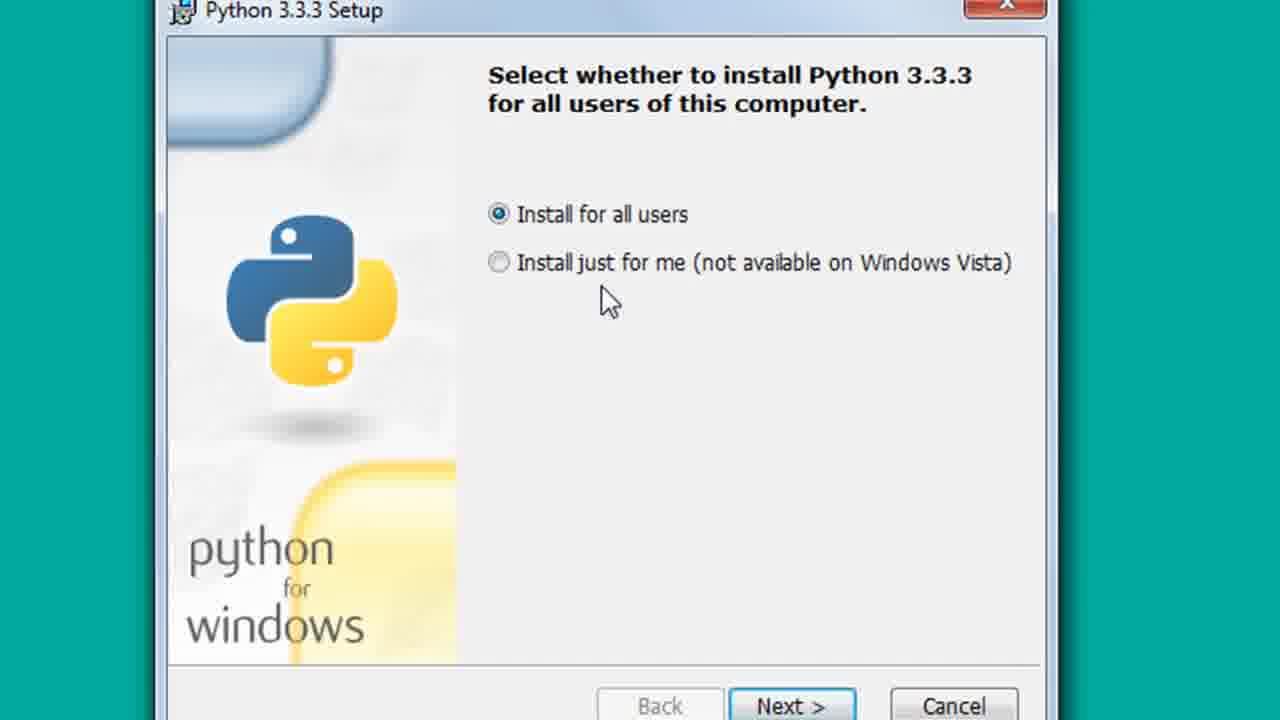 Python 3.3.3 Setup
Select whether to install Python 3.3.3
for all users of this computer.
Install for all users
Install just for me (not available on Windows Vista)
python
for
windows
Back
Next >
Cancel